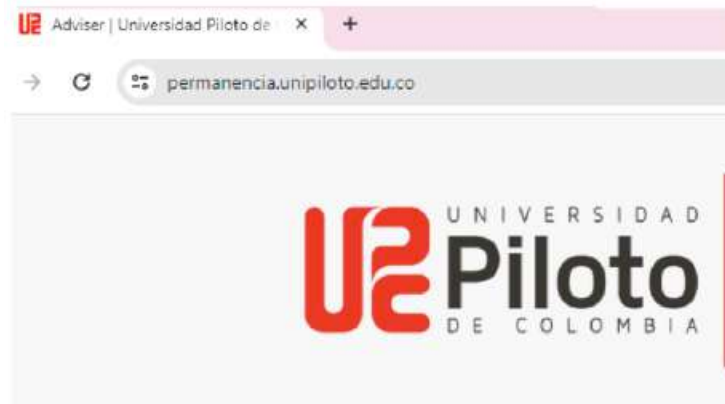 Adviser | Universidad Piloto de
permanencia.unipiloto.edu.co
UNIVERSIDAD
Piloto
DE COLOMBIA